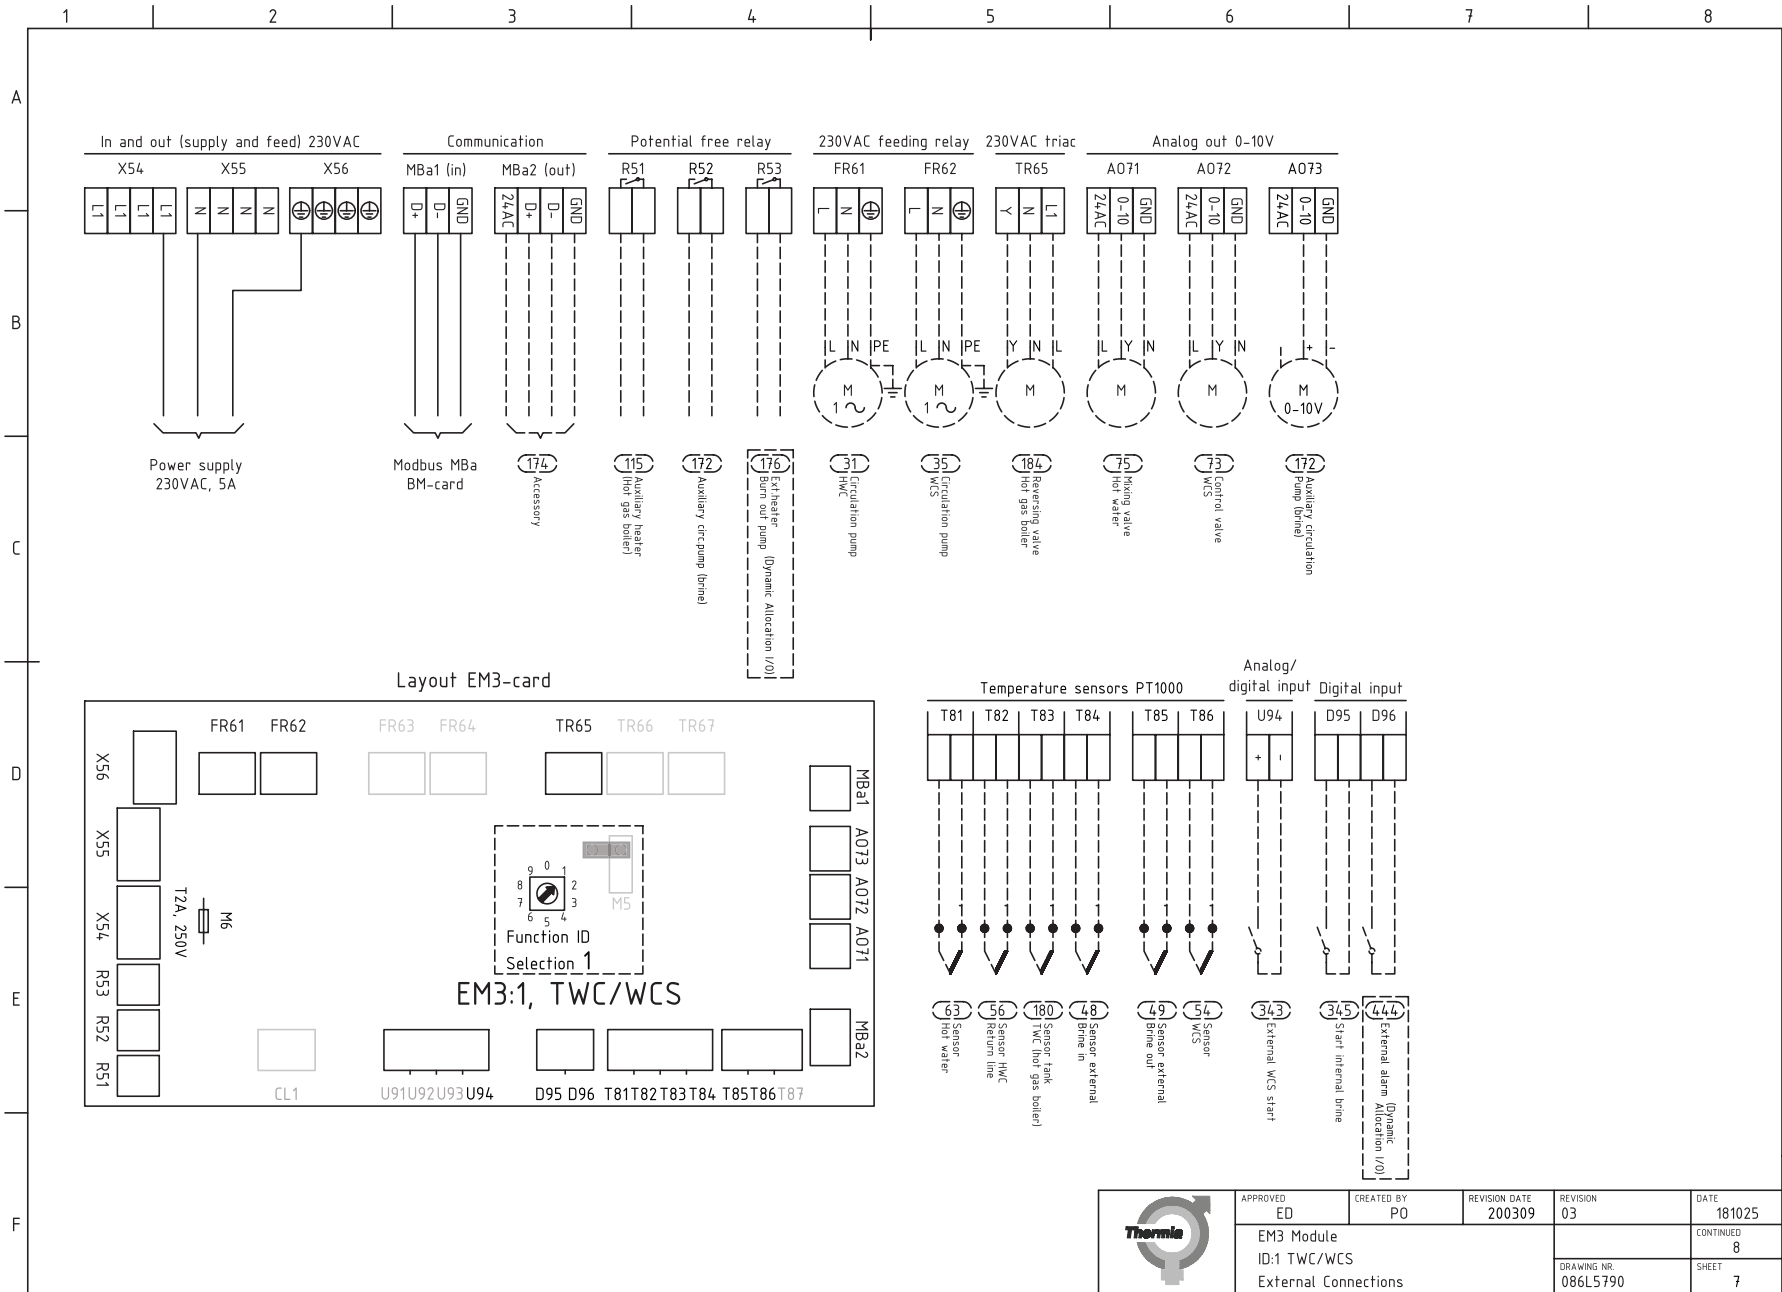 1 2 3 4 5 6 7 8
A
B
C
D
E
F
In and out (supply and feed) 230VAC
X54 X55 X56
L1 L1 L1 L1 N N N N
Power supply
230VAC, 5A
Communication
MBa1 (in) MBa2 (out)
D+ D- GND 24AC D+ D- GND
Modbus MBa
BM-card
174
Accessory
Potential free relay
R51 R52 R53
115
Auxiliary heater
(Hot gas boiler)
172
Auxiliary circ.pump (brine)
176
Ext.heater
Burn out pump (Dynamic Allocation I/O)
230VAC feeding relay
FR61 FR62
L N L N
L N PE L N PE
M
1
M
1
31
Circulation pump
HWC
35
Circulation pump
WCS
230VAC triac
TR65
Y N L1
Y N L
M
184
Reversing valve
Hot gas boiler
Analog out 0-10V
AO71 AO72 AO73
24AC 0-10 GND 24AC 0-10 GND 24AC 0-10 GND
L Y N L Y N + -
M
M
M
0-10V
75
Mixing valve
Hot water
73
Control valve
WCS
172
Auxiliary circulation
Pump (brine)
Layout EM3-card
FR61 FR62 FR63 FR64 TR65 TR66 TR67
X56
X55
X54
R53
R52
R51
T2A, 250V
M6
MBa1
AO73
AO72
AO71
MBa2
0 1 2 3 4 5 6 7 8 9
M5
Function ID
Selection 1
EM3:1, TWC/WCS
CL1 U91 U92 U93 U94 D95 D96 T81 T82 T83 T84 T85 T86 T87
Temperature sensors PT1000
T81 T82 T83 T84 T85 T86
63
Sensor
Hot water
56
Sensor HWC
Return line
180
Sensor tank
TWC (hot gas boiler)
48
Sensor external
Brine in
49
Sensor external
Brine out
54
Sensor
WCS
Analog/
digital input
U94
+ -
343
External WCS start
Digital input
D95 D96
345
Start internal brine
444
External alarm (Dynamic
Allocation I/O)
Thermia
APPROVED
ED
CREATED BY
PO
REVISION DATE
200309
REVISION
03
DATE
181025
EM3 Module
ID:1 TWC/WCS
External Connections
CONTINUED
8
DRAWING NR.
086L5790
SHEET
7